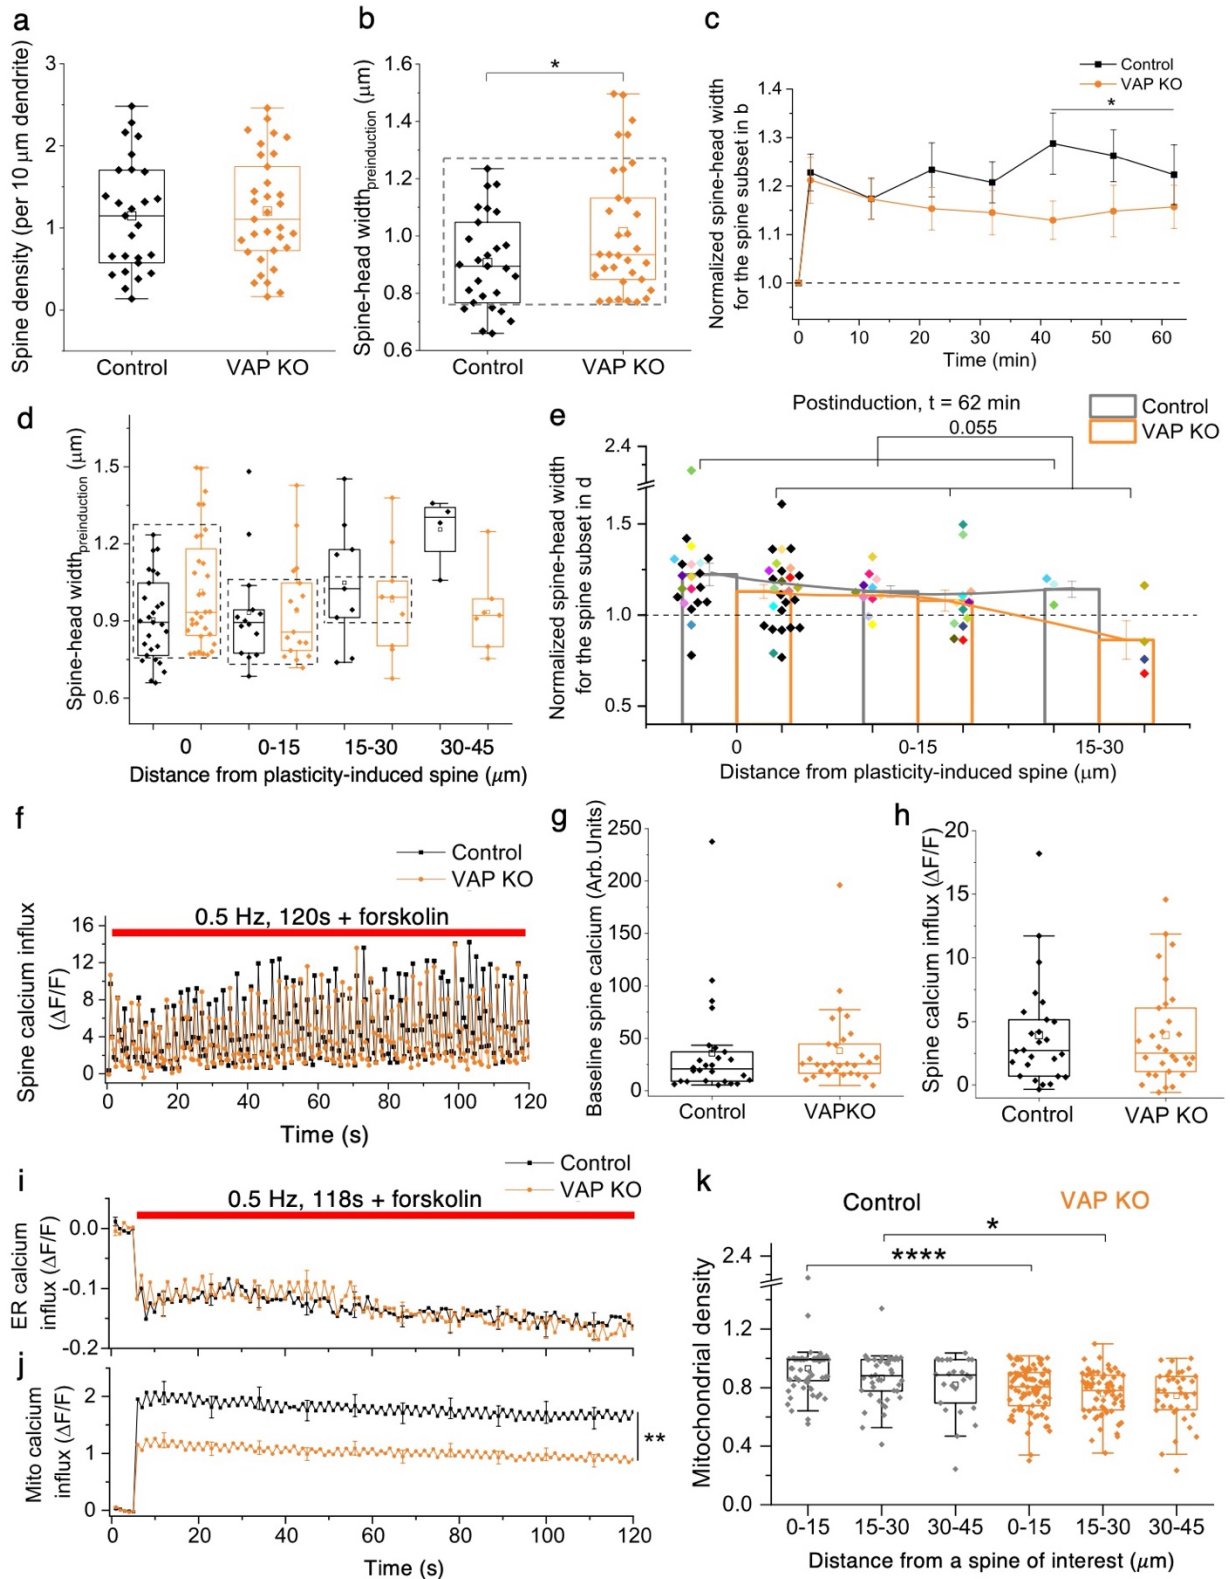 a
Spine density (per 10 μm dendrite)
3
2
1
0
Control
VAP KO
b
Spine-head width preinduction (μm)
1.6
1.4
1.2
1.0
0.8
0.6
*
Control
VAP KO
c
Control
VAP KO
Normalized spine-head width
for the spine subset in b
1.4
1.3
1.2
1.1
1.0
*
0 10 20 30 40 50 60
Time (min)
d
Spine-head width preinduction (μm)
1.5
1.2
0.9
0.6
0 0-15 15-30 30-45
Distance from plasticity-induced spine (μm)
e
Postinduction, t = 62 min
0.055
Control
VAP KO
Normalized spine-head width
for the spine subset in d
2.4
1.5
1.0
0.5
0 0-15 15-30
Distance from plasticity-induced spine (μm)
f
Control
VAP KO
0.5 Hz, 120s + forskolin
Spine calcium influx
(ΔF/F)
16
12
8
4
0
0 20 40 60 80 100 120
Time (s)
g
Baseline spine calcium (Arb.Units)
250
200
150
100
50
0
Control
VAPKO
h
Spine calcium influx (ΔF/F)
20
15
10
5
0
Control
VAP KO
i
Control
VAP KO
0.5 Hz, 118s + forskolin
ER calcium
influx (ΔF/F)
0.0
-0.1
-0.2
j
Mito calcium
influx (ΔF/F)
2
1
0
**
0 20 40 60 80 100 120
Time (s)
k
Control
VAP KO
*
****
Mitochondrial density
2.4
1.2
0.8
0.4
0.0
0-15 15-30 30-45 0-15 15-30 30-45
Distance from a spine of interest (μm)